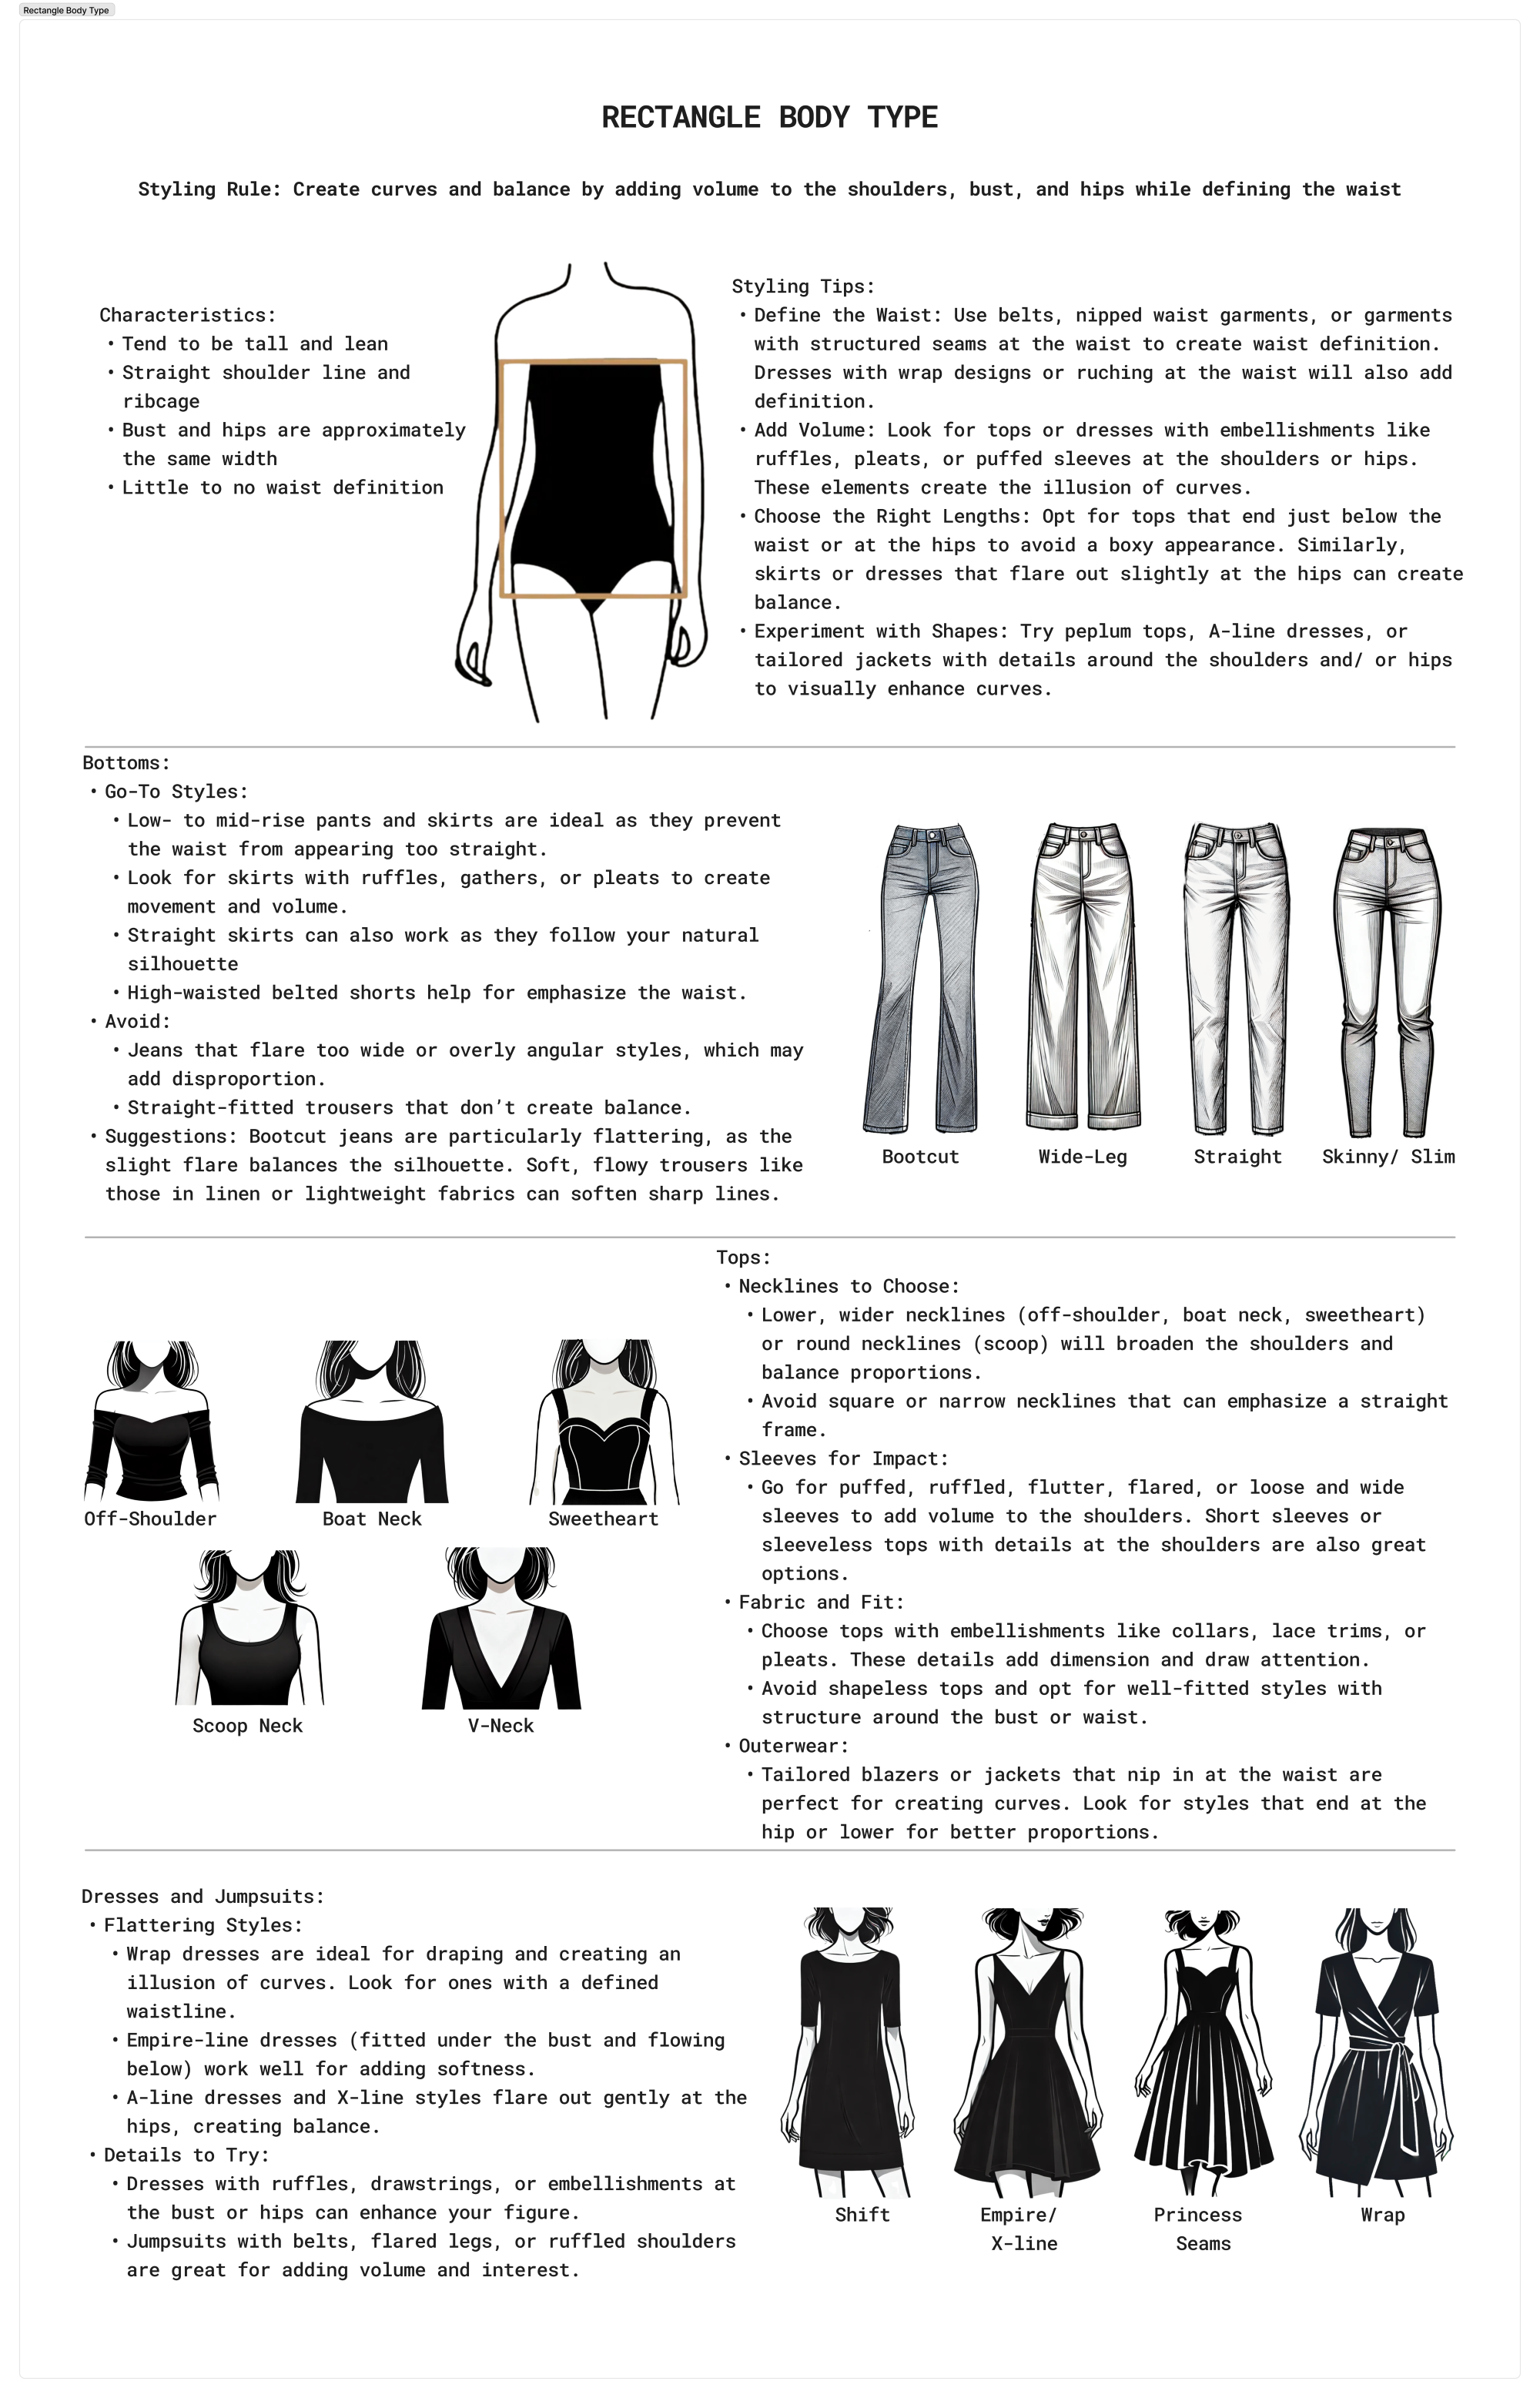 Rectangle Body Type
RECTANGLE BODY TYPE
Styling Rule: Create curves and balance by adding volume to the shoulders, bust, and hips while defining the waist
Characteristics:
• Tend to be tall and lean
• Straight shoulder line and
ribcage
• Bust and hips are approximately
the same width
• Little to no waist definition
Styling Tips:
• Define the Waist: Use belts, nipped waist garments, or garments
with structured seams at the waist to create waist definition.
Dresses with wrap designs or ruching at the waist will also add
definition.
• Add Volume: Look for tops or dresses with embellishments like
ruffles, pleats, or puffed sleeves at the shoulders or hips.
These elements create the illusion of curves.
• Choose the Right Lengths: Opt for tops that end just below the
waist or at the hips to avoid a boxy appearance. Similarly,
skirts or dresses that flare out slightly at the hips can create
balance.
• Experiment with Shapes: Try peplum tops, A-line dresses, or
tailored jackets with details around the shoulders and/ or hips
to visually enhance curves.
Bottoms:
• Go-To Styles:
• Low- to mid-rise pants and skirts are ideal as they prevent
the waist from appearing too straight.
• Look for skirts with ruffles, gathers, or pleats to create
movement and volume.
• Straight skirts can also work as they follow your natural
silhouette
• High-waisted belted shorts help for emphasize the waist.
• Avoid:
• Jeans that flare too wide or overly angular styles, which may
add disproportion.
• Straight-fitted trousers that don’t create balance.
• Suggestions: Bootcut jeans are particularly flattering, as the
slight flare balances the silhouette. Soft, flowy trousers like
those in linen or lightweight fabrics can soften sharp lines.
Bootcut
Wide-Leg
Straight
Skinny/ Slim
Off-Shoulder
Boat Neck
Sweetheart
Scoop Neck
V-Neck
Tops:
• Necklines to Choose:
• Lower, wider necklines (off-shoulder, boat neck, sweetheart)
or round necklines (scoop) will broaden the shoulders and
balance proportions.
• Avoid square or narrow necklines that can emphasize a straight
frame.
• Sleeves for Impact:
• Go for puffed, ruffled, flutter, flared, or loose and wide
sleeves to add volume to the shoulders. Short sleeves or
sleeveless tops with details at the shoulders are also great
options.
• Fabric and Fit:
• Choose tops with embellishments like collars, lace trims, or
pleats. These details add dimension and draw attention.
• Avoid shapeless tops and opt for well-fitted styles with
structure around the bust or waist.
• Outerwear:
• Tailored blazers or jackets that nip in at the waist are
perfect for creating curves. Look for styles that end at the
hip or lower for better proportions.
Dresses and Jumpsuits:
• Flattering Styles:
• Wrap dresses are ideal for draping and creating an
illusion of curves. Look for ones with a defined
waistline.
• Empire-line dresses (fitted under the bust and flowing
below) work well for adding softness.
• A-line dresses and X-line styles flare out gently at the
hips, creating balance.
• Details to Try:
• Dresses with ruffles, drawstrings, or embellishments at
the bust or hips can enhance your figure.
• Jumpsuits with belts, flared legs, or ruffled shoulders
are great for adding volume and interest.
Shift
Empire/
X-line
Princess
Seams
Wrap